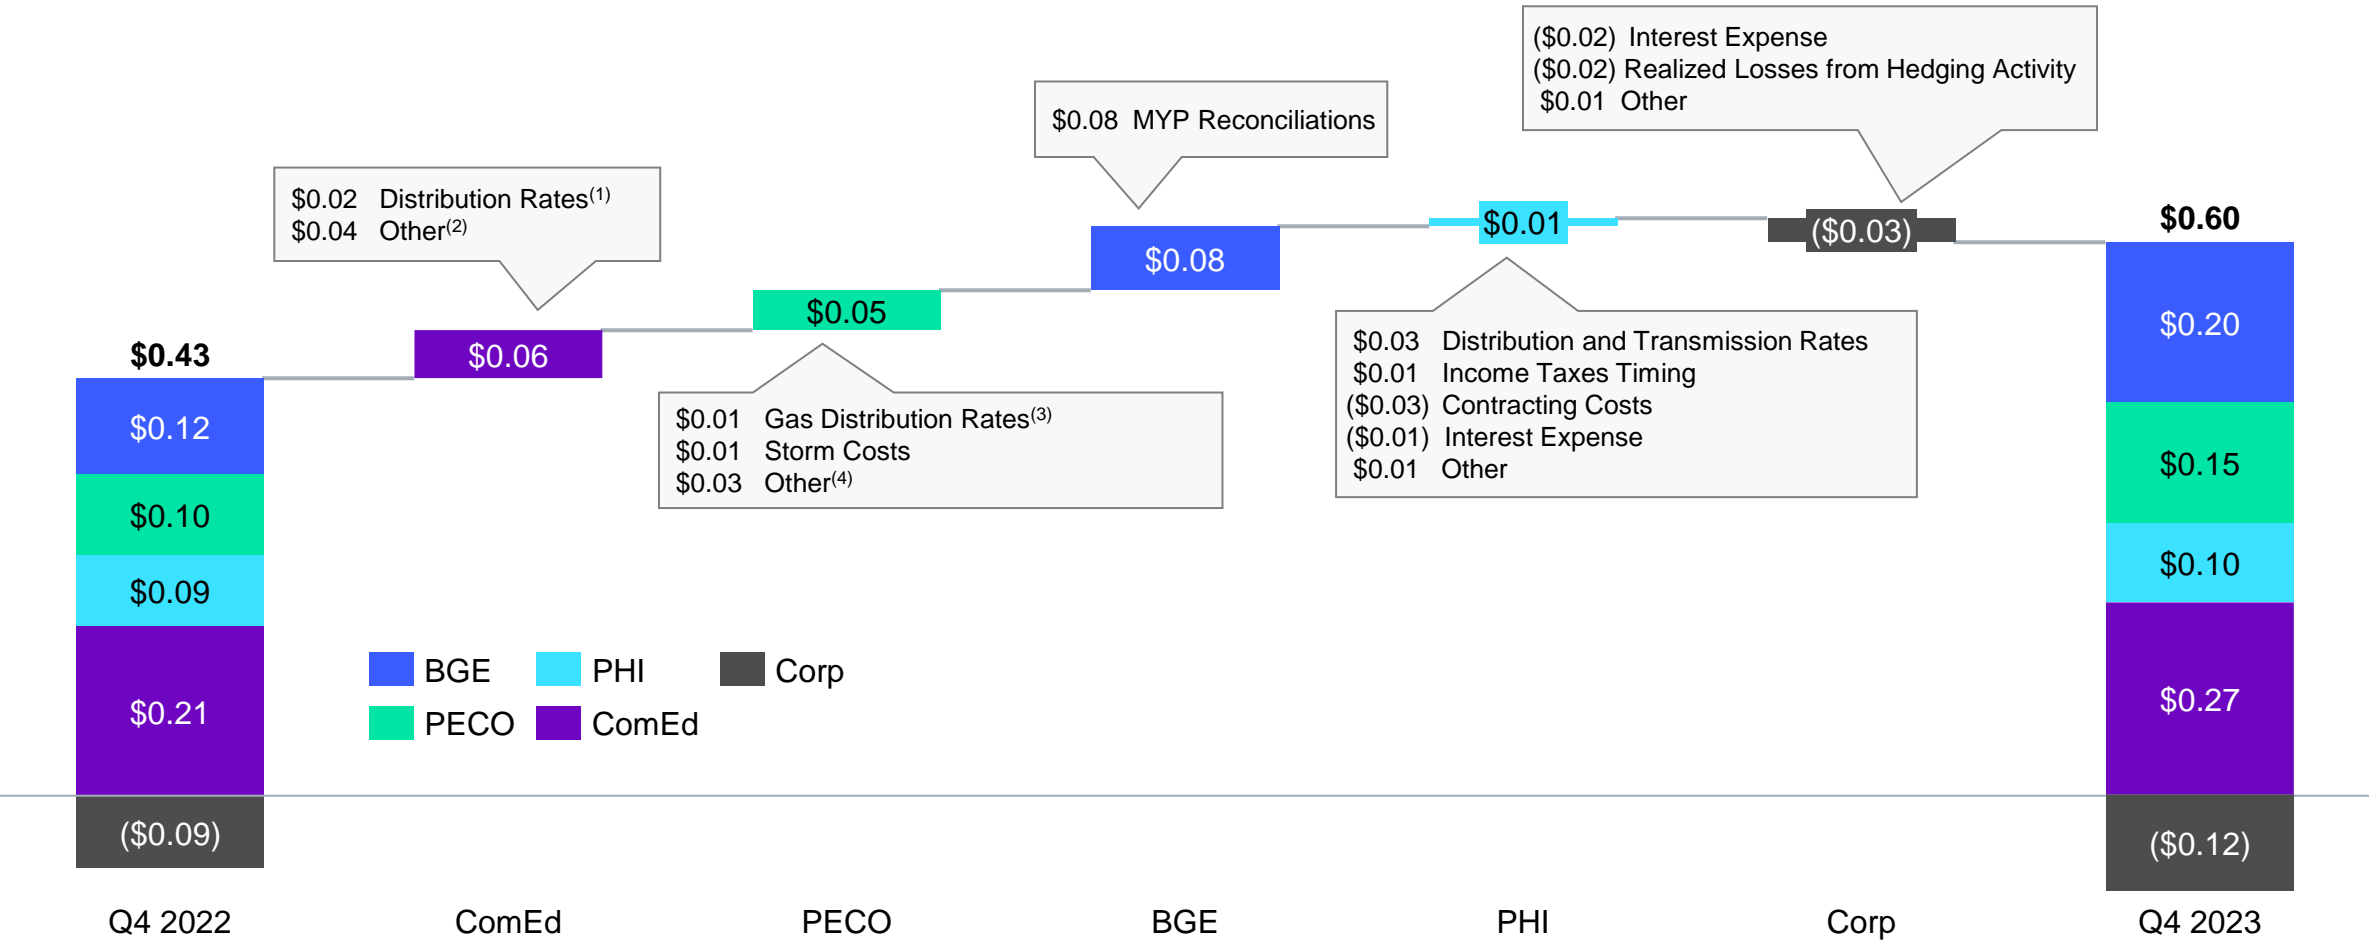 ($0.02) Interest Expense
($0.02) Realized Losses from Hedging Activity
$0.01 Other
$0.08 MYP Reconciliations
$0.02 Distribution Rates(1)
$0.04 Other(2)
$0.43
$0.12
$0.10
$0.09
$0.21
($0.09)
$0.06
$0.05
$0.08
$0.01
($0.03)
$0.60
$0.20
$0.15
$0.10
$0.27
($0.12)
$0.01 Gas Distribution Rates(3)
$0.01 Storm Costs
$0.03 Other(4)
$0.03 Distribution and Transmission Rates
$0.01 Income Taxes Timing
($0.03) Contracting Costs
($0.01) Interest Expense
$0.01 Other
BGE PHI Corp
PECO ComEd
Q4 2022 ComEd PECO BGE PHI Corp Q4 2023